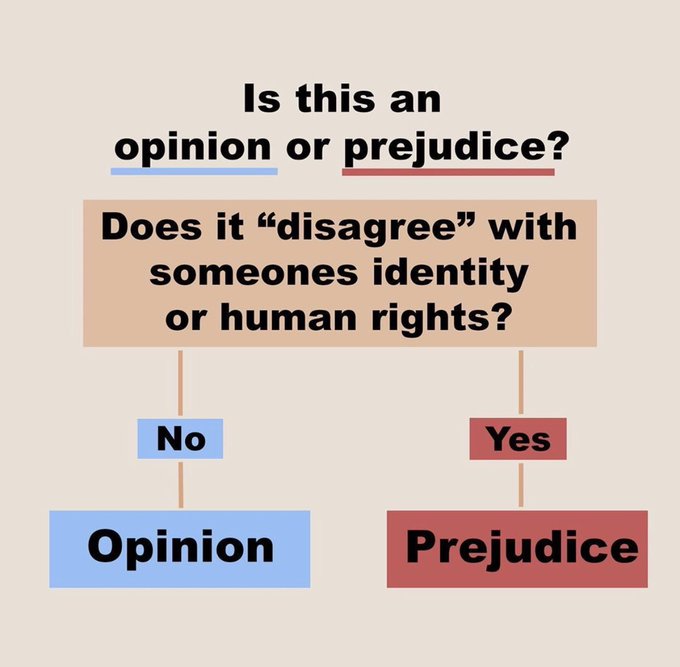 Is this an
opinion or prejudice?
Does it “disagree” with
someones identity
or human rights?
No
Yes
Opinion
Prejudice